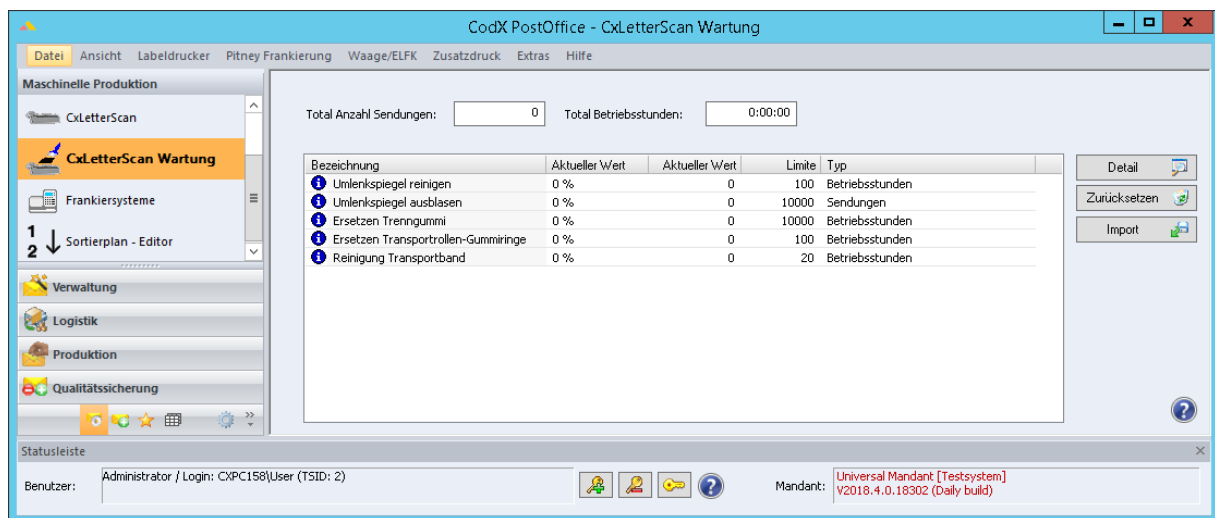 CodX PostOffice - CxLetterScan Wartung
Datei Ansicht Labeldrucker Pitney Frankierung Waage/ELFK Zusatzdruck Extras Hilfe
Maschinelle Produktion
CxLetterScan
CxLetterScan Wartung
Frankiersysteme
1 2 Sortierplan - Editor
Verwaltung
Logistik
Produktion
Qualitätssicherung
Total Anzahl Sendungen: 0 Total Betriebsstunden: 0:00:00
Bezeichnung Aktueller Wert Aktueller Wert Limite Typ
Umlenkspiegel reinigen 0 % 0 100 Betriebsstunden
Umlenkspiegel ausblasen 0 % 0 10000 Sendungen
Ersetzen Trenngummi 0 % 0 10000 Betriebsstunden
Ersetzen Transportrollen-Gummiringe 0 % 0 100 Betriebsstunden
Reinigung Transportband 0 % 0 20 Betriebsstunden
Detail
Zurücksetzen
Import
Statusleiste
Benutzer: Administrator / Login: CXPC158\User (TSID: 2)
Mandant: Universal Mandant [Testsystem]
V2018.4.0.18302 (Daily build)